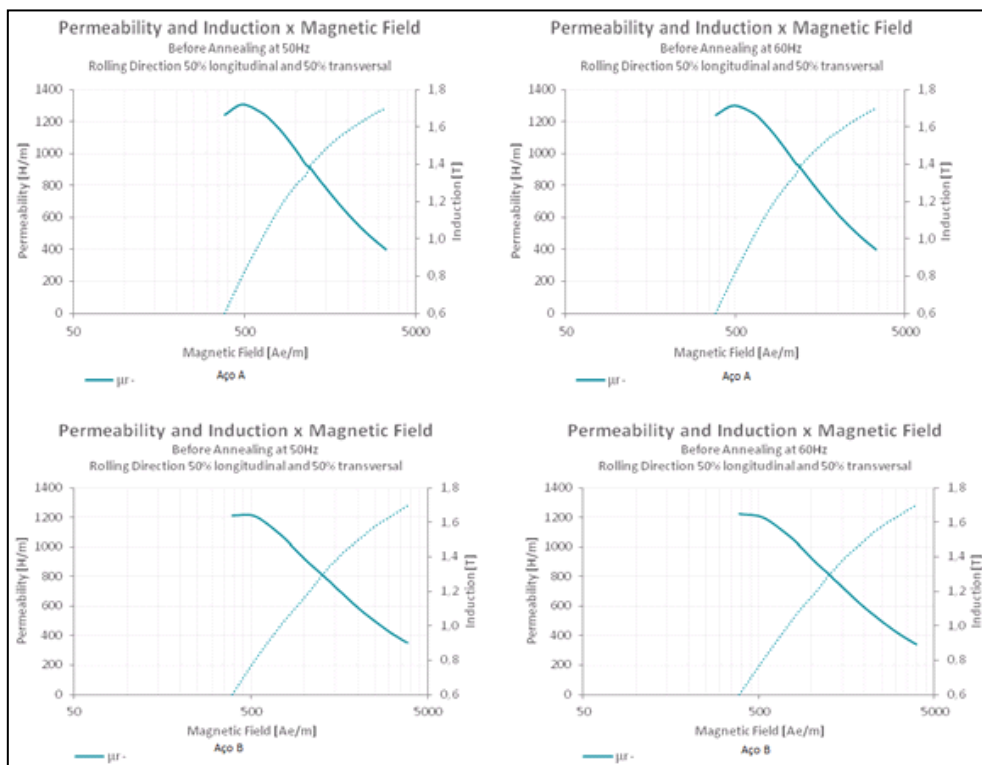 Permeability and Induction x Magnetic Field
Before Annealing at 50Hz
Rolling Direction 50% longitudinal and 50% transversal
1400
1200
1000
800
600
400
200
0
Permeability [H/m]
1,8
1,6
1,4
1,2
1,0
0,8
0,6
Induction [T]
50
500
5000
Magnetic Field [Ae/m]
μr -
Aço A
Permeability and Induction x Magnetic Field
Before Annealing at 60Hz
Rolling Direction 50% longitudinal and 50% transversal
1400
1200
1000
800
600
400
200
0
Permeability [H/m]
1,8
1,6
1,4
1,2
1,0
0,8
0,6
Induction [T]
50
500
5000
Magnetic Field [Ae/m]
μr -
Aço A
Permeability and Induction x Magnetic Field
Before Annealing at 50Hz
Rolling Direction 50% longitudinal and 50% transversal
1400
1200
1000
800
600
400
200
0
Permeability [H/m]
1,8
1,6
1,4
1,2
1,0
0,8
0,6
Induction [T]
50
500
5000
Magnetic Field [Ae/m]
μr -
Aço B
Permeability and Induction x Magnetic Field
Before Annealing at 60Hz
Rolling Direction 50% longitudinal and 50% transversal
1400
1200
1000
800
600
400
200
0
Permeability [H/m]
1,8
1,6
1,4
1,2
1,0
0,8
0,6
Induction [T]
50
500
5000
Magnetic Field [Ae/m]
μr -
Aço B